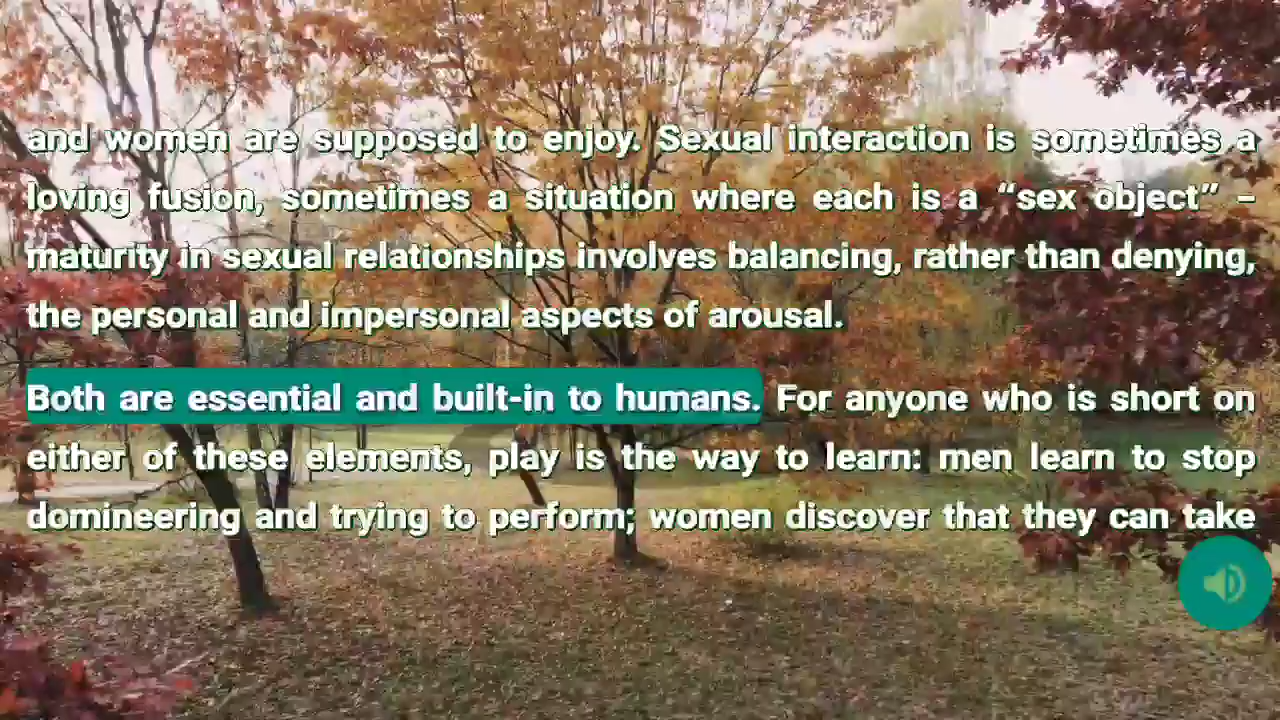 and women are supposed to enjoy. Sexual interaction is sometimes a
loving fusion, sometimes a situation where each is a “sex object” –
maturity in sexual relationships involves balancing, rather than denying,
the personal and impersonal aspects of arousal.
Both are essential and built-in to humans. For anyone who is short on
either of these elements, play is the way to learn: men learn to stop
domineering and trying to perform; women discover that they can take